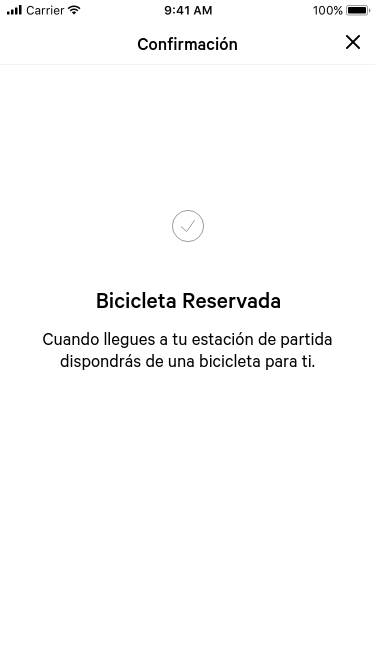 Carrier 9:41 AM 100%
Confirmación
Bicicleta Reservada
Cuando llegues a tu estación de partida
dispondrás de una bicicleta para ti.